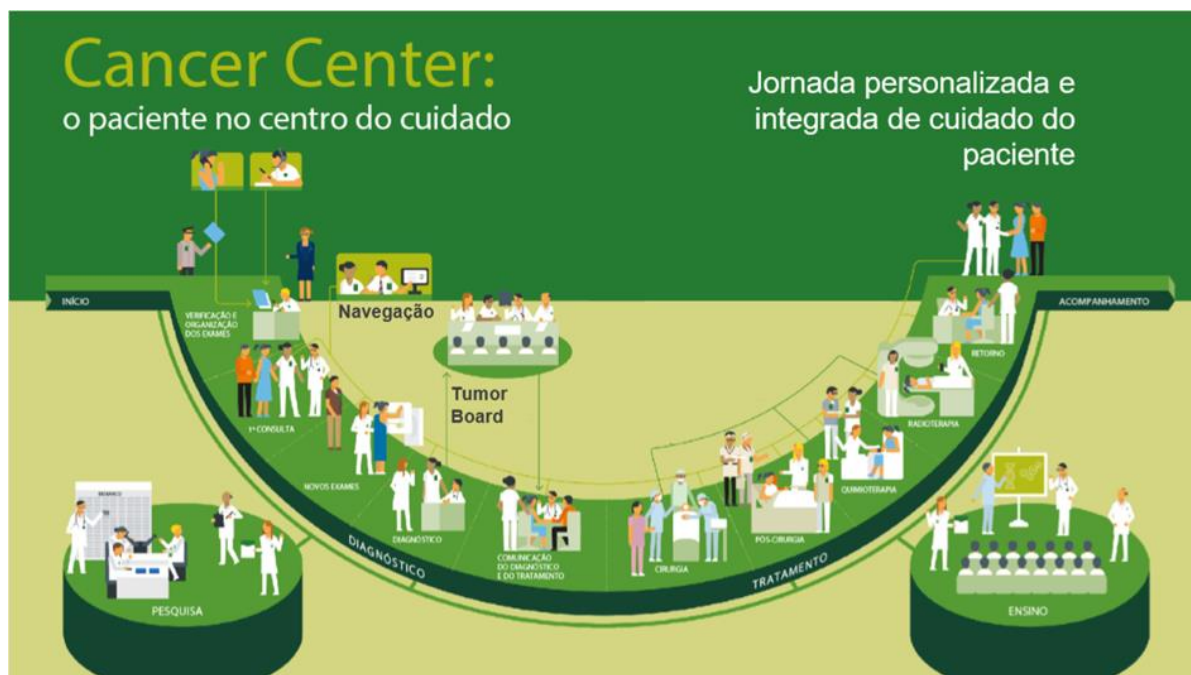 Cancer Center:
o paciente no centro do cuidado
Jornada personalizada e
integrada de cuidado do
paciente
INÍCIO
VERIFICAÇÃO E
ORGANIZAÇÃO
DOS EXAMES
Navegação
Tumor
Board
1ª CONSULTA
NOVOS EXAMES
DIAGNÓSTICO
COMUNICAÇÃO
DO DIAGNÓSTICO
E DO TRATAMENTO
CIRURGIA
PÓS-CIRURGIA
QUIMIOTERAPIA
RADIOTERAPIA
RETORNO
ACOMPANHAMENTO
DIAGNÓSTICO
TRATAMENTO
PESQUISA
ENSINO